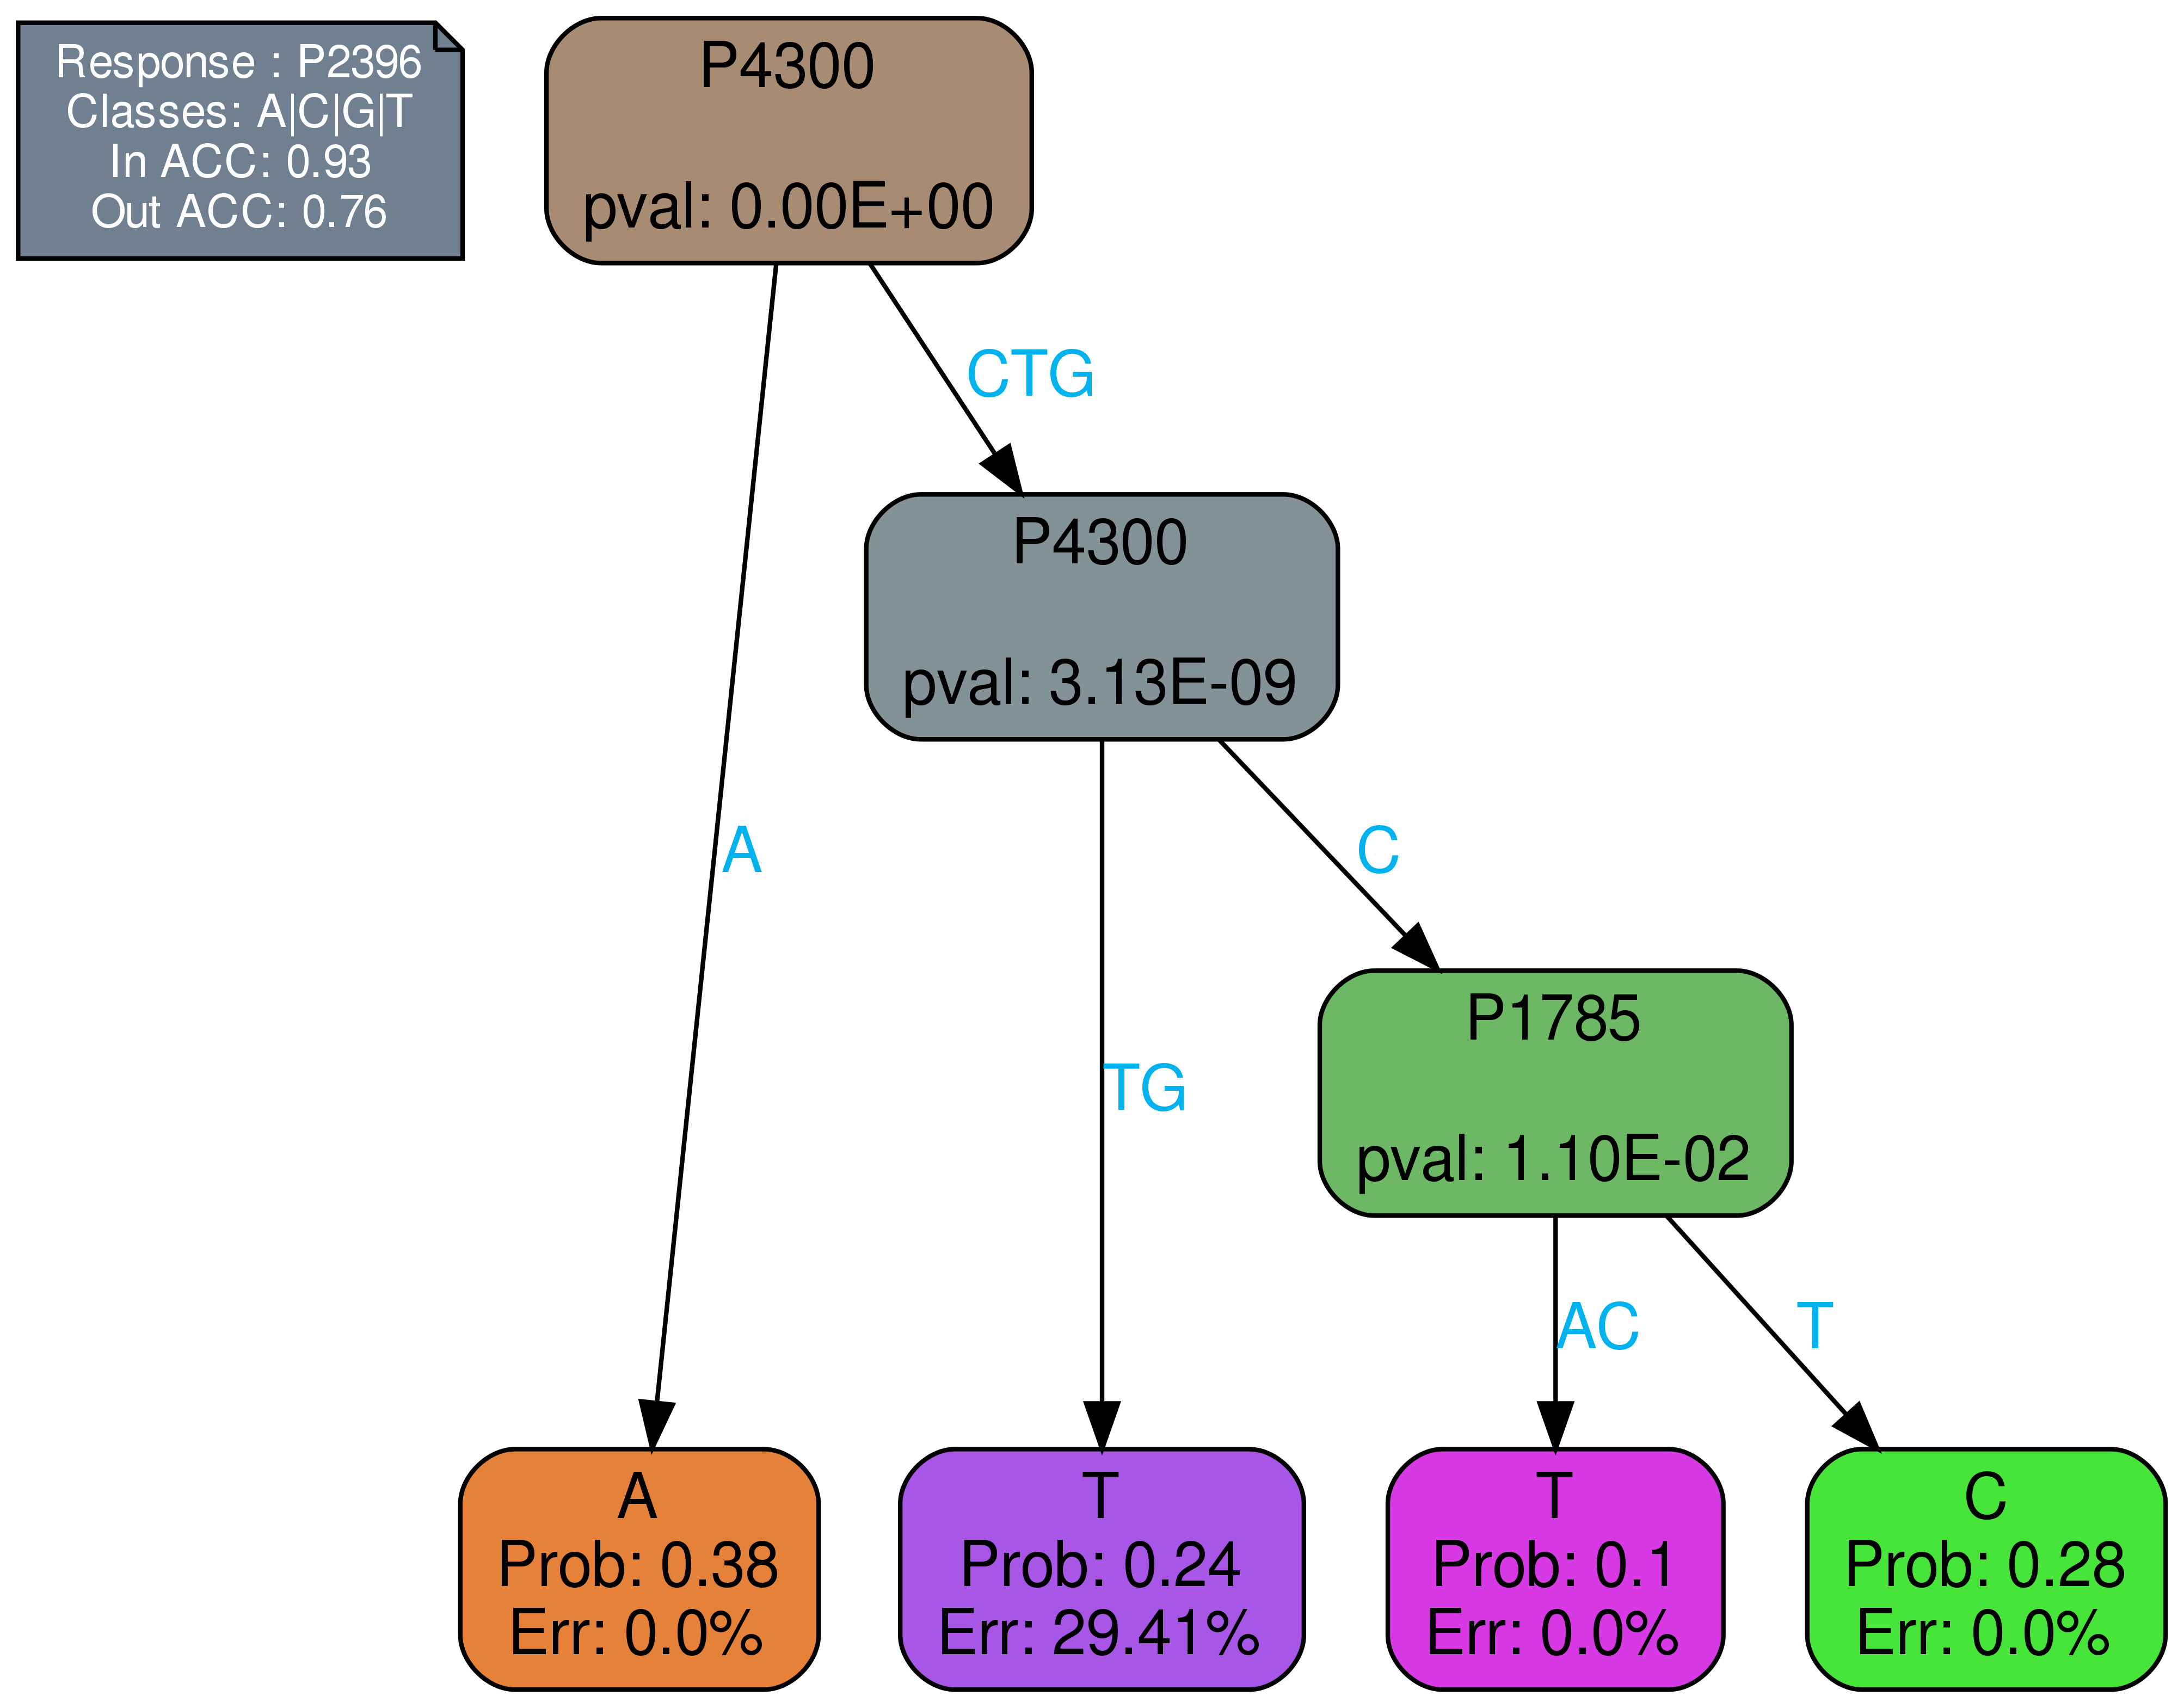 Response : P2396
Classes: A|C|G|T
In ACC: 0.93
Out ACC: 0.76
P4300
pval: 0.00E+00
CTG
P4300
pval: 3.13E-09
A
C
P1785
pval: 1.10E-02
TG
AC
T
A
Prob: 0.38
Err: 0.0%
T
Prob: 0.24
Err: 29.41%
T
Prob: 0.1
Err: 0.0%
C
Prob: 0.28
Err: 0.0%